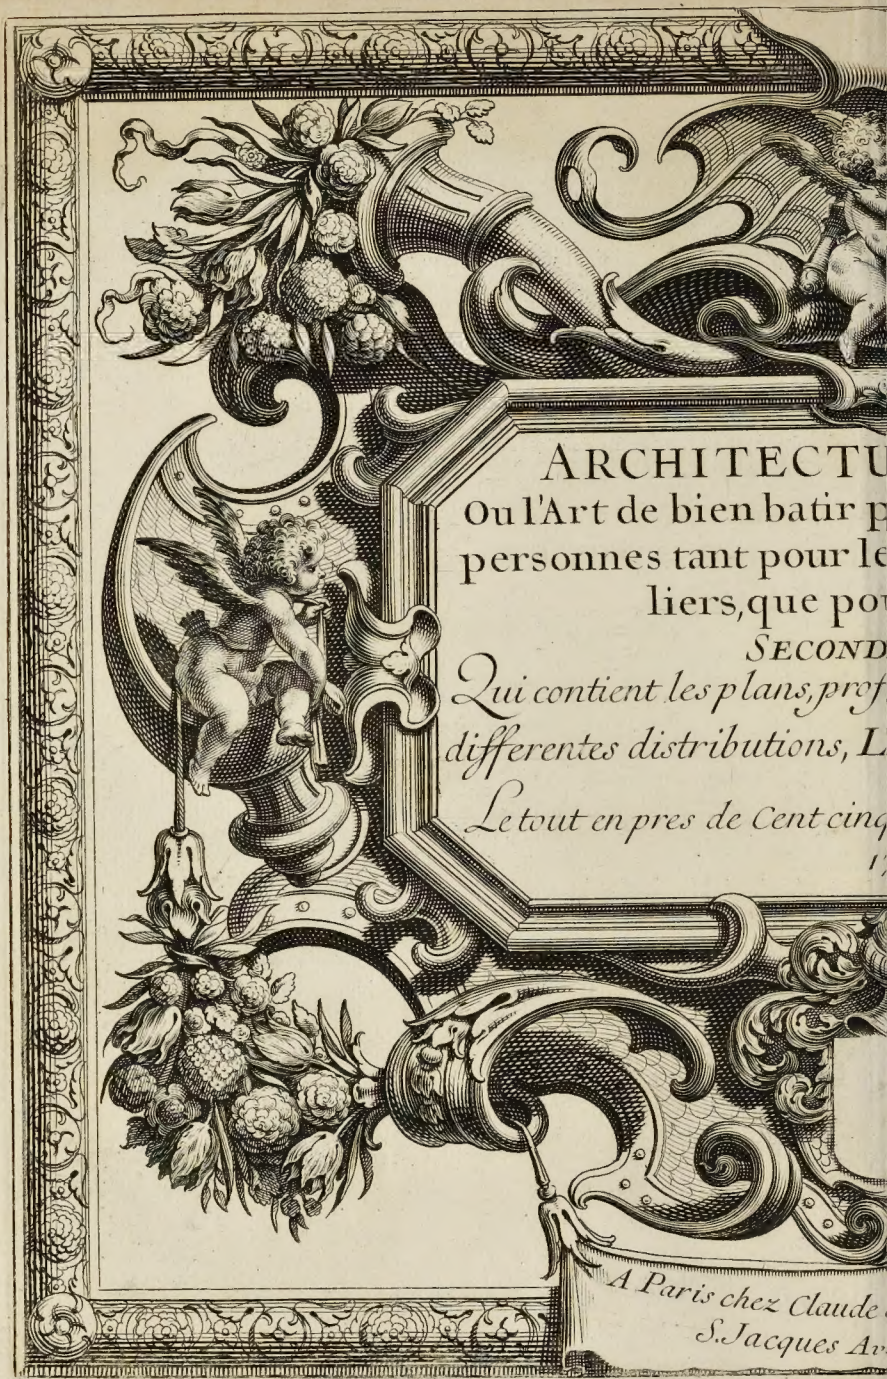 ARCHITECTU
Ou l'Art de bien batir p
personnes tant pour le
liers, que pou
SECOND
Qui contient les plans, prof
differentes distributions, L
Le tout en pres de Cent cinq
17
A Paris chez Claude
S. Jacques Av